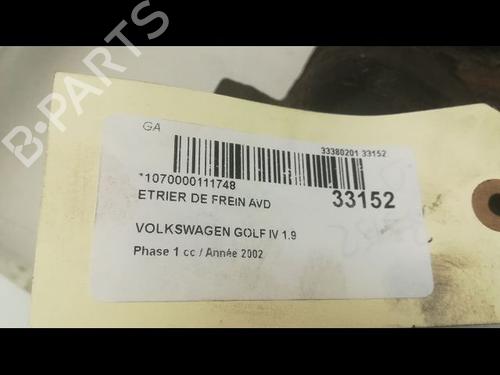 B-PARTS
GA
33380201 33152
*1070000111748
ETRIER DE FREIN AVD
33152
VOLKSWAGEN GOLF IV 1.9
Phase 1 cc / Année 2002